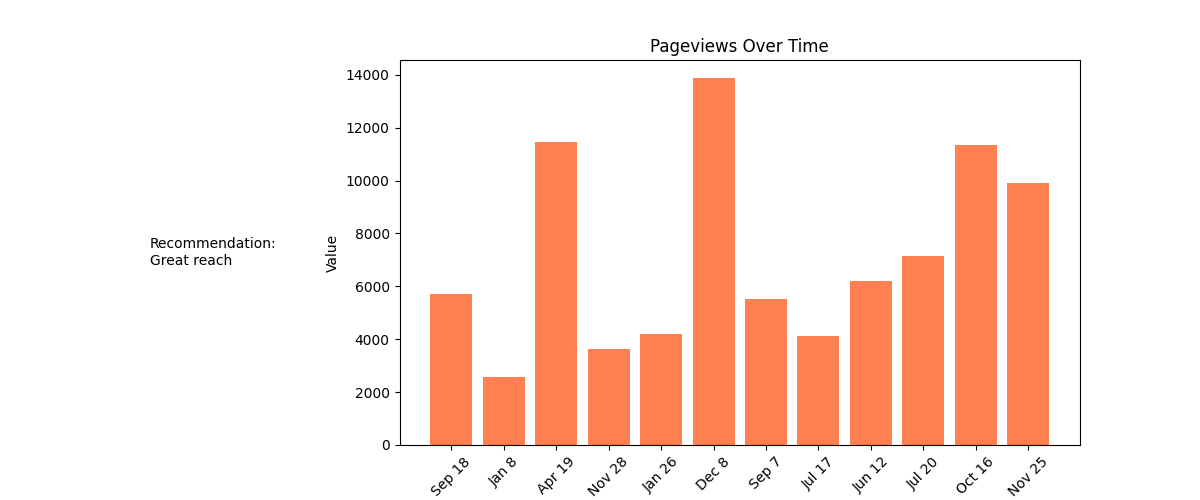 Pageviews Over Time
Recommendation:
Great reach
Value
14000
12000
10000
8000
6000
4000
2000
0
Sep 18
Jan 8
Apr 19
Nov 28
Jan 26
Dec 8
Sep 7
Jul 17
Jun 12
Jul 20
Oct 16
Nov 25